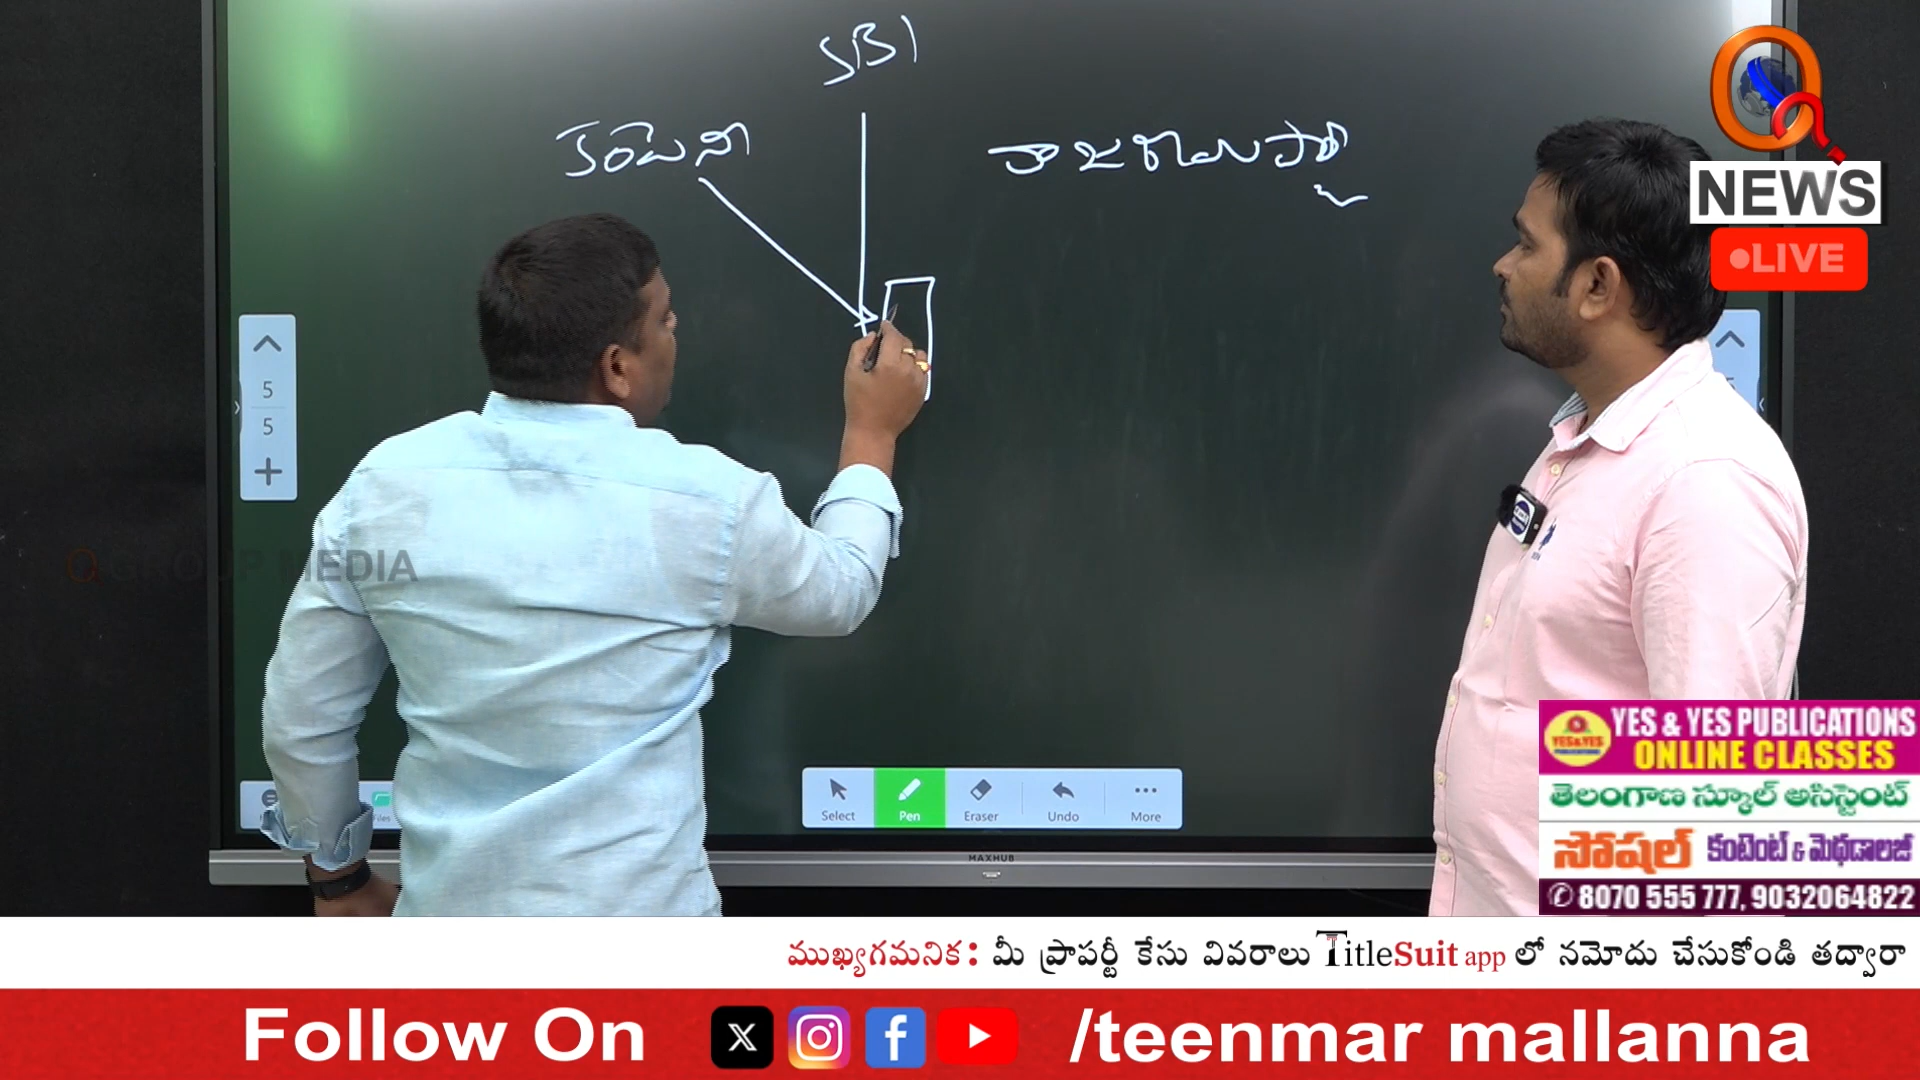 SBI
కంపెని
NEWS
LIVE
5
5
GROUP MEDIA
Select
Pen
Eraser
Undo
More
Files
MAXHUB
YES & YES PUBLICATIONS
ONLINE CLASSES
తెలంగాణ స్కూల్ అసిస్టెంట్
సోషల్ కంటెంట్ & మెథడాలజీ
8070 555 777, 9032064822
ముఖ్యగమనిక: మీ ప్రాపర్టీ కేసు వివరాలు TitleSuit app లో నమోదు చేసుకోండి తద్వారా
Follow On /teenmar mallanna